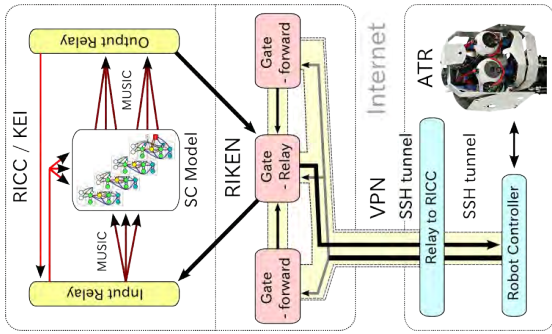 RICC / KEI
Output Relay
MUSIC
SC Model
MUSIC
Input Relay
RIKEN
Gate
- forward
Gate
- Relay
Gate
- forward
Internet
VPN
SSH tunnel
ATR
Relay to RICC
SSH tunnel
Robot Controller